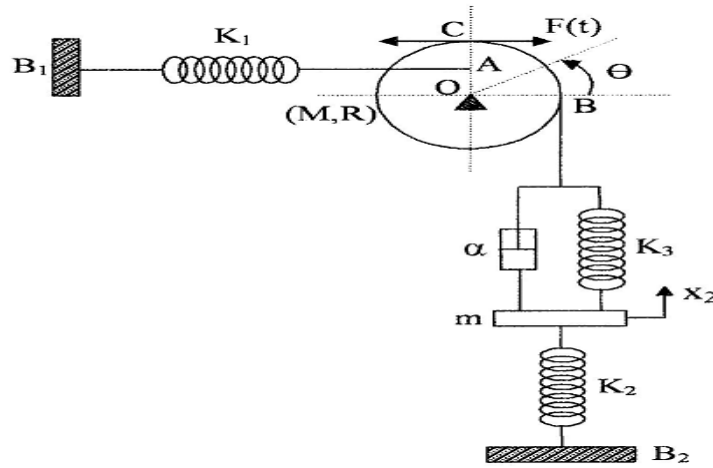 C F(t)
K₁
B₁ A Θ
O B
(M,R)
α K₃
x₂
m
K₂
B₂